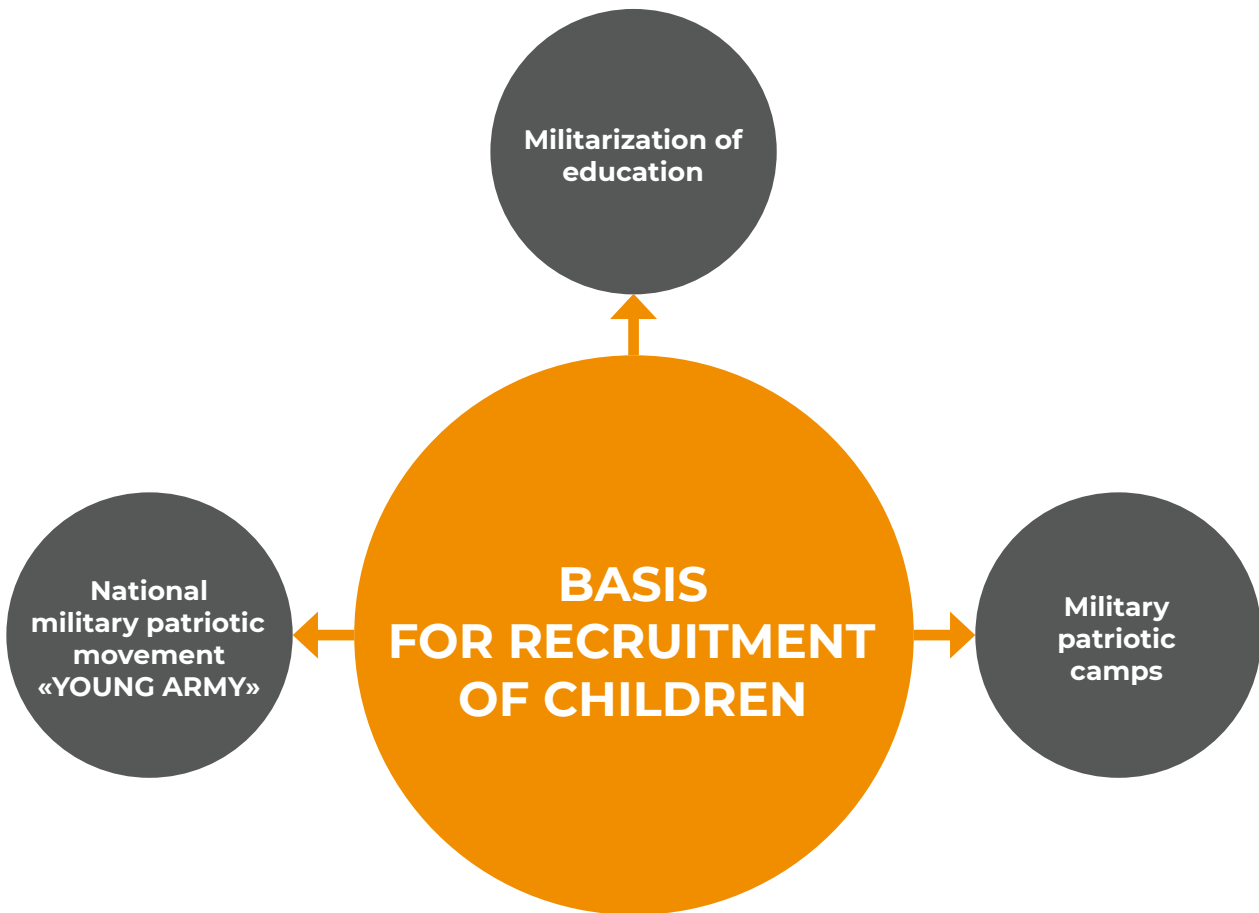 Militarization of
education
National
military patriotic
movement
«YOUNG ARMY»
BASIS
FOR RECRUITMENT
OF CHILDREN
Military
patriotic
camps